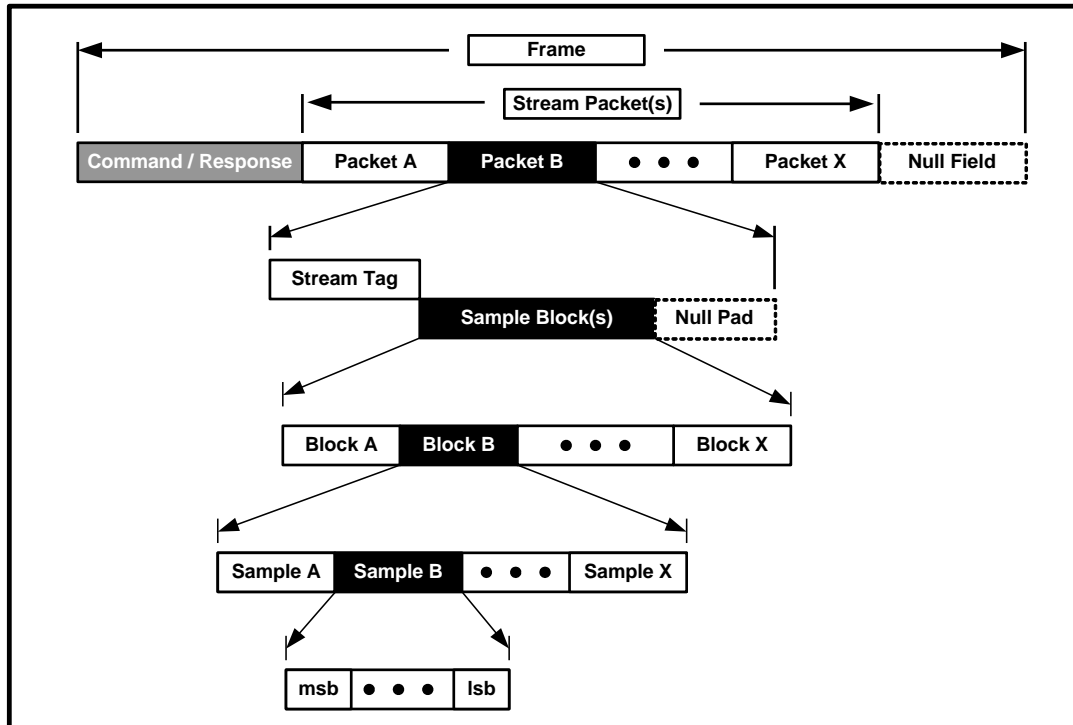 Frame
Stream Packet(s)
Command / Response Packet A Packet B • • • Packet X Null Field
Stream Tag
Sample Block(s) Null Pad
Block A Block B • • • Block X
Sample A Sample B • • • Sample X
msb • • • lsb